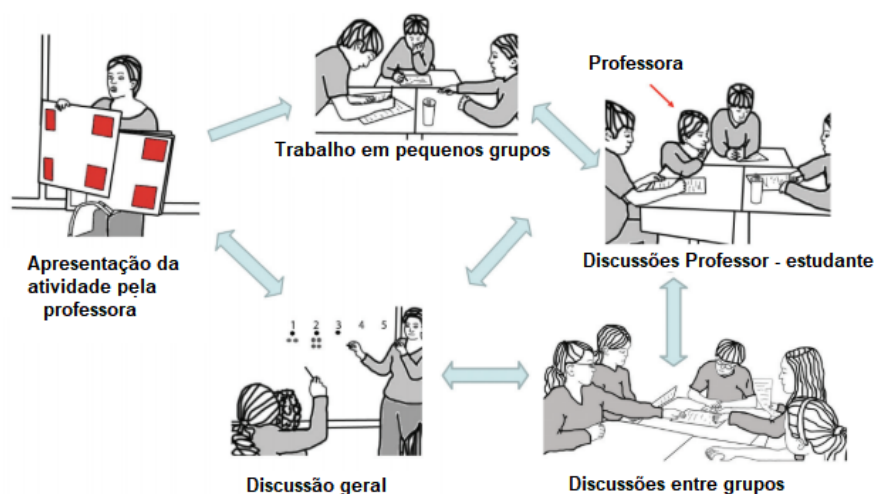 Professora
Trabalho em pequenos grupos
Apresentação da
atividade pela
professora
Discussões Professor - estudante
1 2 3 4 5
Discussão geral
Discussões entre grupos